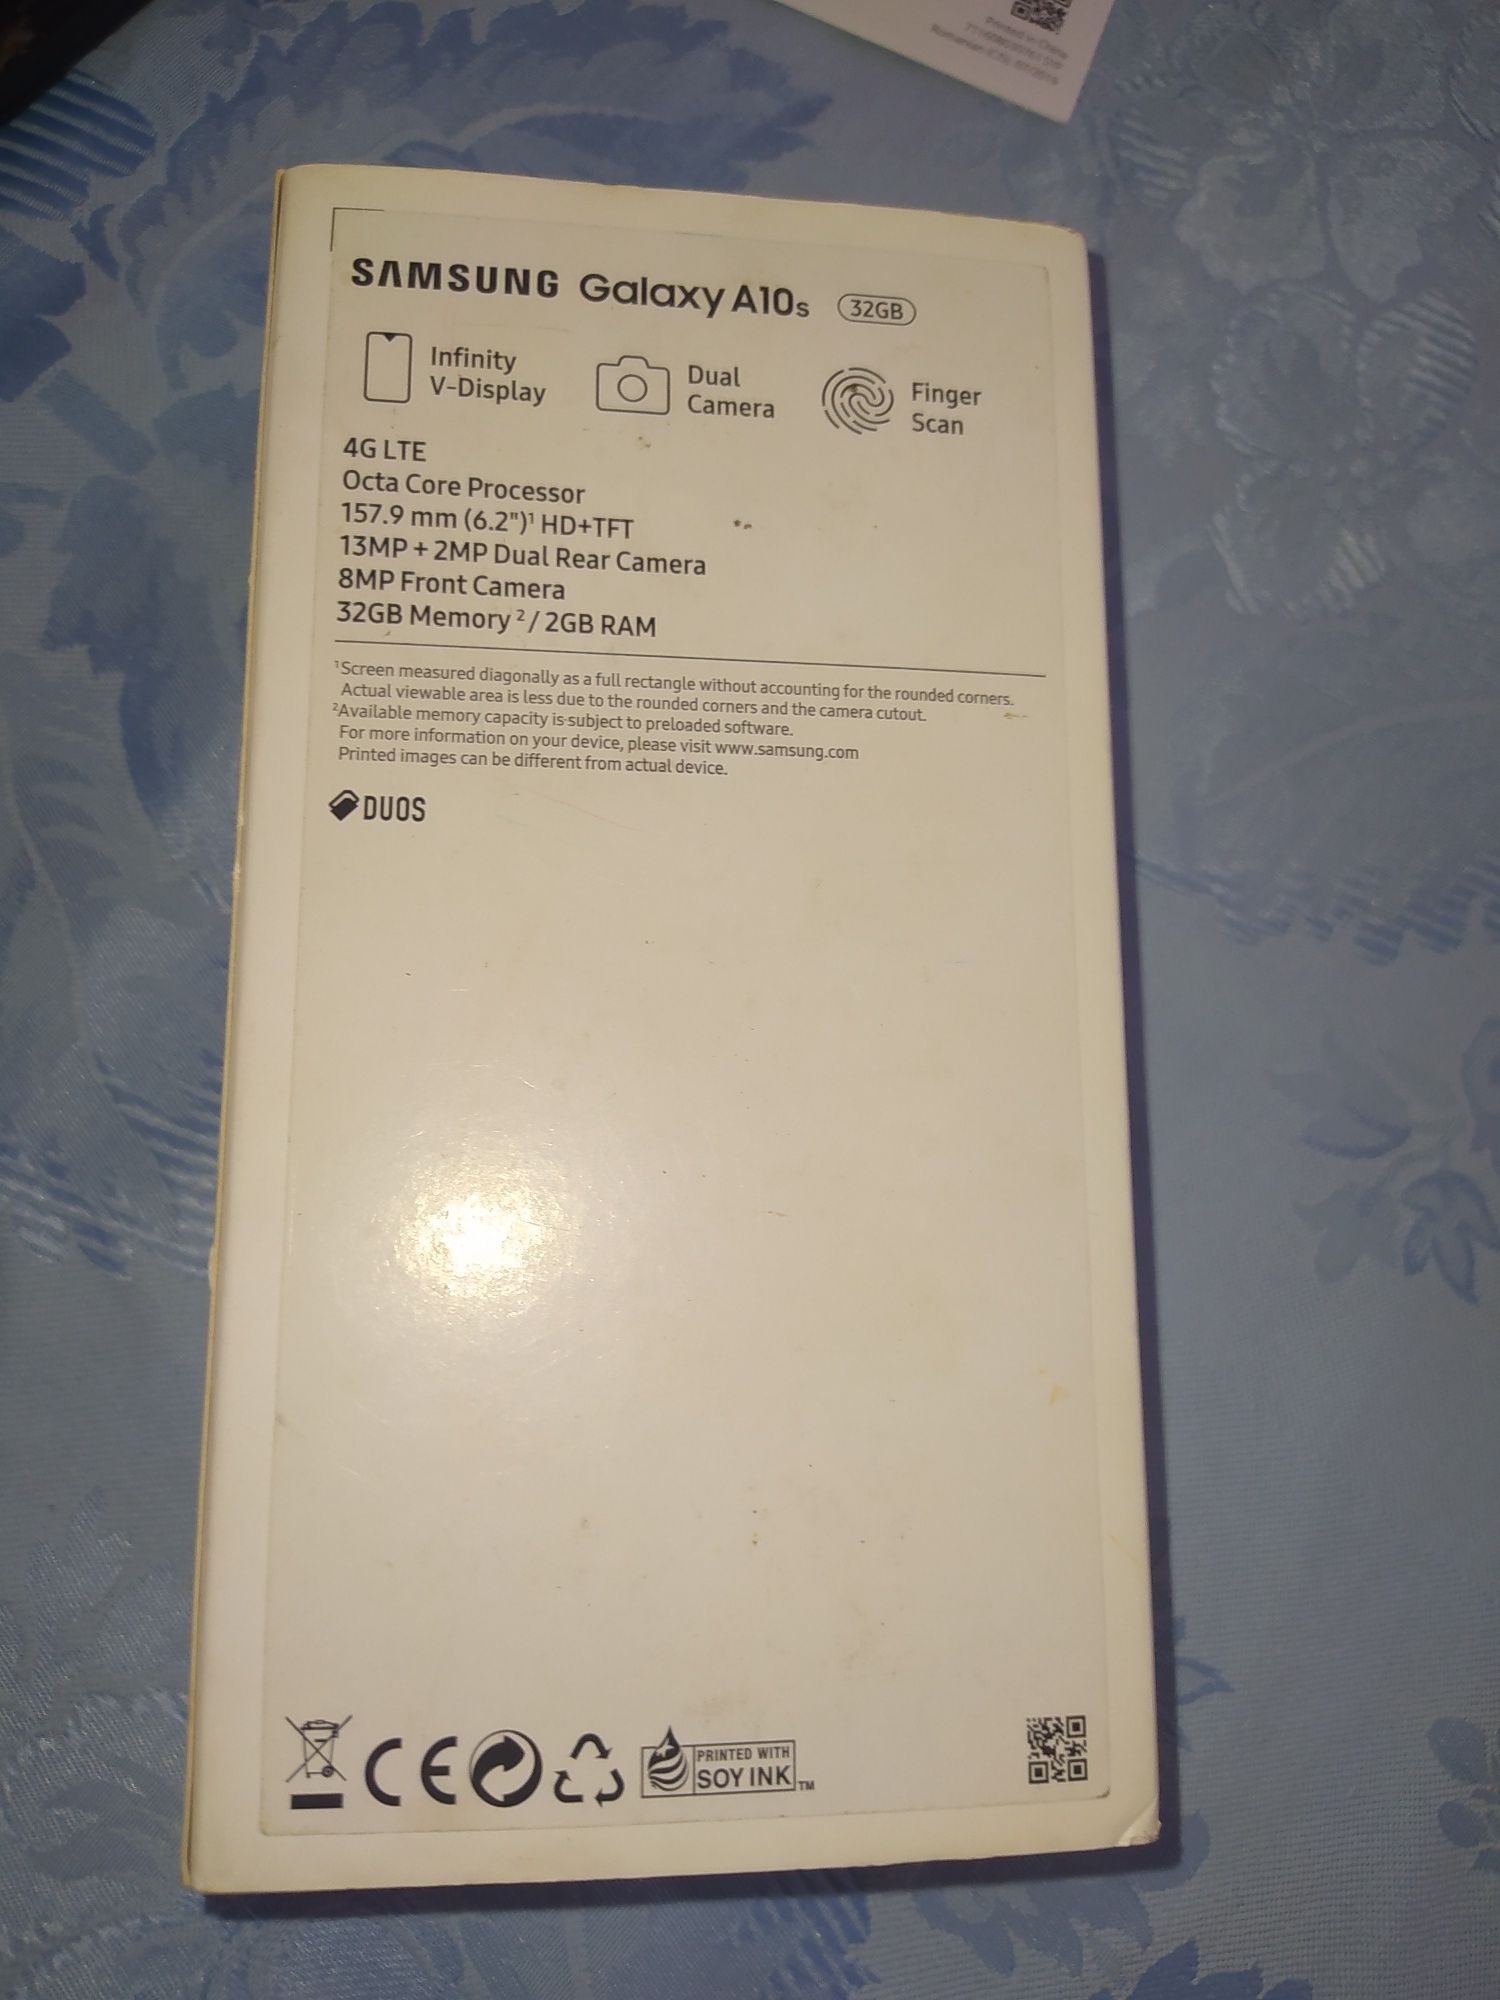 Printed in China
SAMSUNG Galaxy A10s 32GB
Infinity
V-Display
Dual
Camera
Finger
Scan
4G LTE
Octa Core Processor
157.9 mm (6.2")¹ HD+TFT
13MP + 2MP Dual Rear Camera
8MP Front Camera
32GB Memory ²/ 2GB RAM
¹Screen measured diagonally as a full rectangle without accounting for the rounded corners.
Actual viewable area is less due to the rounded corners and the camera cutout.
²Available memory capacity is subject to preloaded software.
For more information on your device, please visit www.samsung.com
Printed images can be different from actual device.
DUOS
CE
PRINTED WITH
SOY INK TM